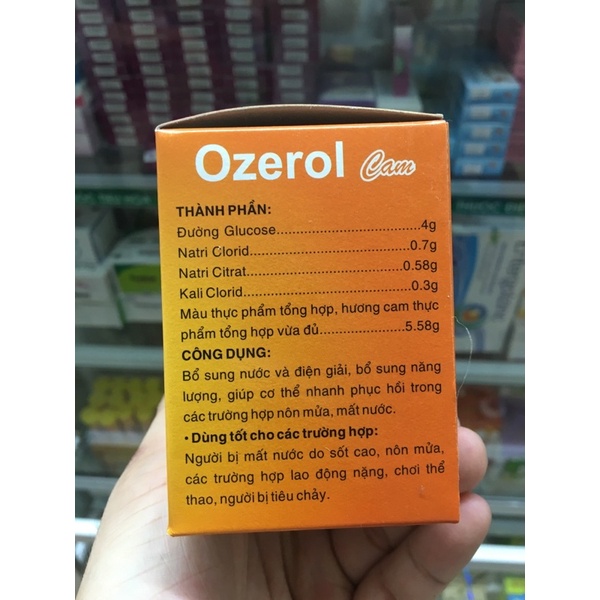 Ozerol Cam
THÀNH PHẦN:
Đường Glucose....................................4g
Natri Clorid........................................0.7g
Natri Citrat.......................................0.58g
Kali Clorid..........................................0.3g
Màu thực phẩm tổng hợp, hương cam thực
phẩm tổng hợp vừa đủ.....................5.58g
CÔNG DỤNG:
Bổ sung nước và điện giải, bổ sung năng
lượng, giúp cơ thể nhanh phục hồi trong
các trường hợp nôn mửa, mất nước.
• Dùng tốt cho các trường hợp:
Người bị mất nước do sốt cao, nôn mửa,
các trường hợp lao động nặng, chơi thể
thao, người bị tiêu chảy.